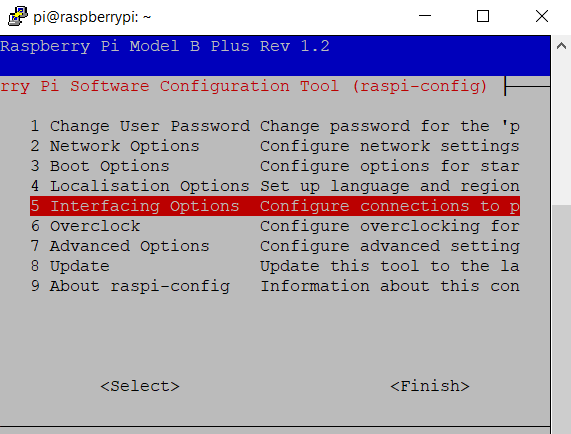 pi@raspberrypi: ~
Raspberry Pi Model B Plus Rev 1.2
rry Pi Software Configuration Tool (raspi-config)
1 Change User Password Change password for the 'p
2 Network Options Configure network settings
3 Boot Options Configure options for star
4 Localisation Options Set up language and region
5 Interfacing Options Configure connections to p
6 Overclock Configure overclocking for
7 Advanced Options Configure advanced setting
8 Update Update this tool to the la
9 About raspi-config Information about this con
<Select> <Finish>